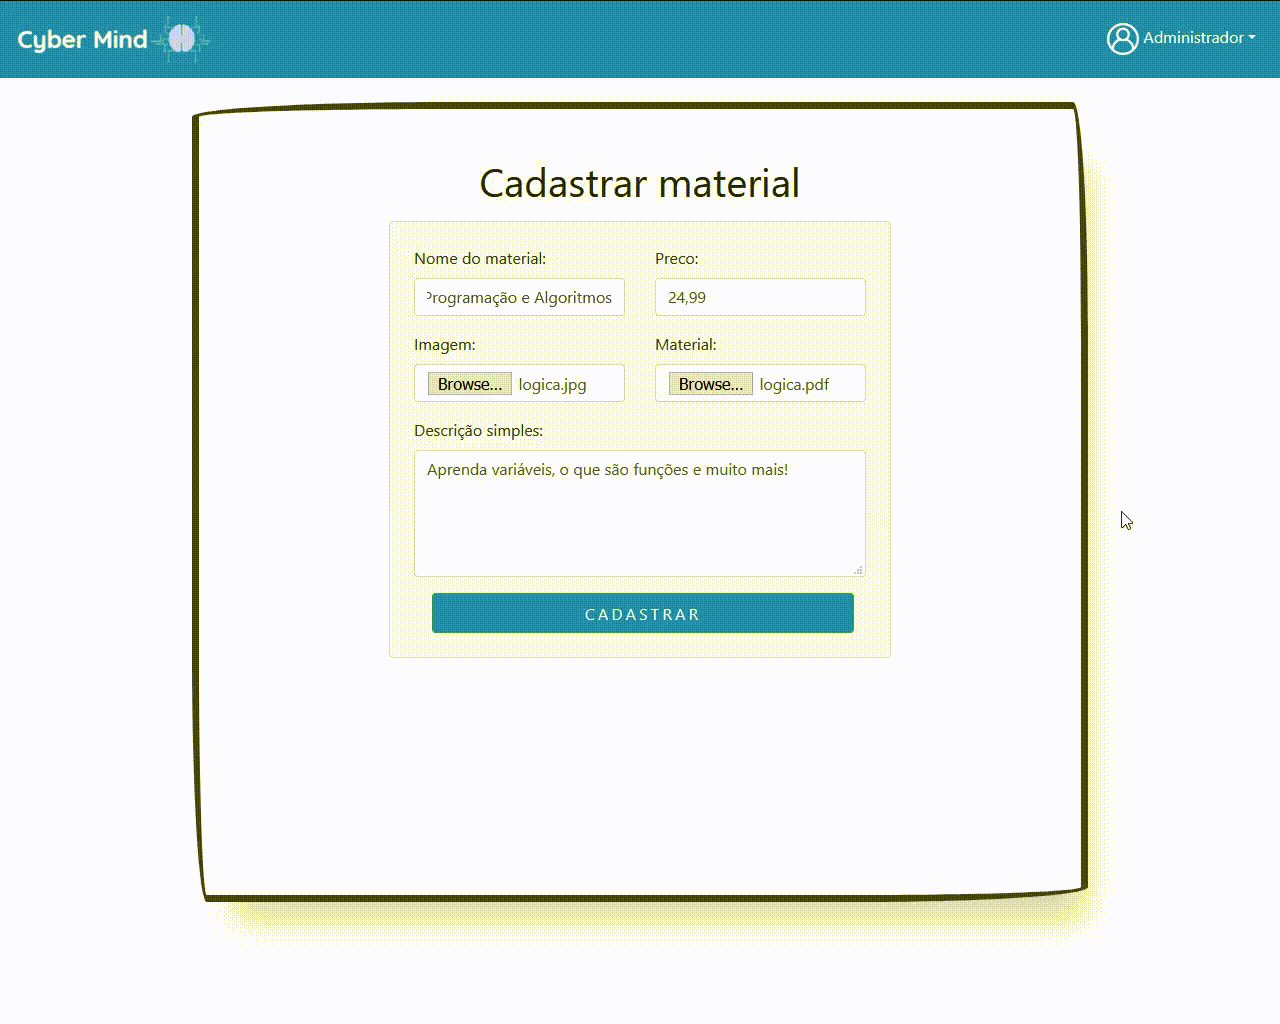 Cyber Mind
Administrador
Cadastrar material
Nome do material:
Preco:
Programação e Algoritmos
24,99
Imagem:
Material:
Browse... logica.jpg
Browse... logica.pdf
Descrição simples:
Aprenda variáveis, o que são funções e muito mais!
CADASTRAR